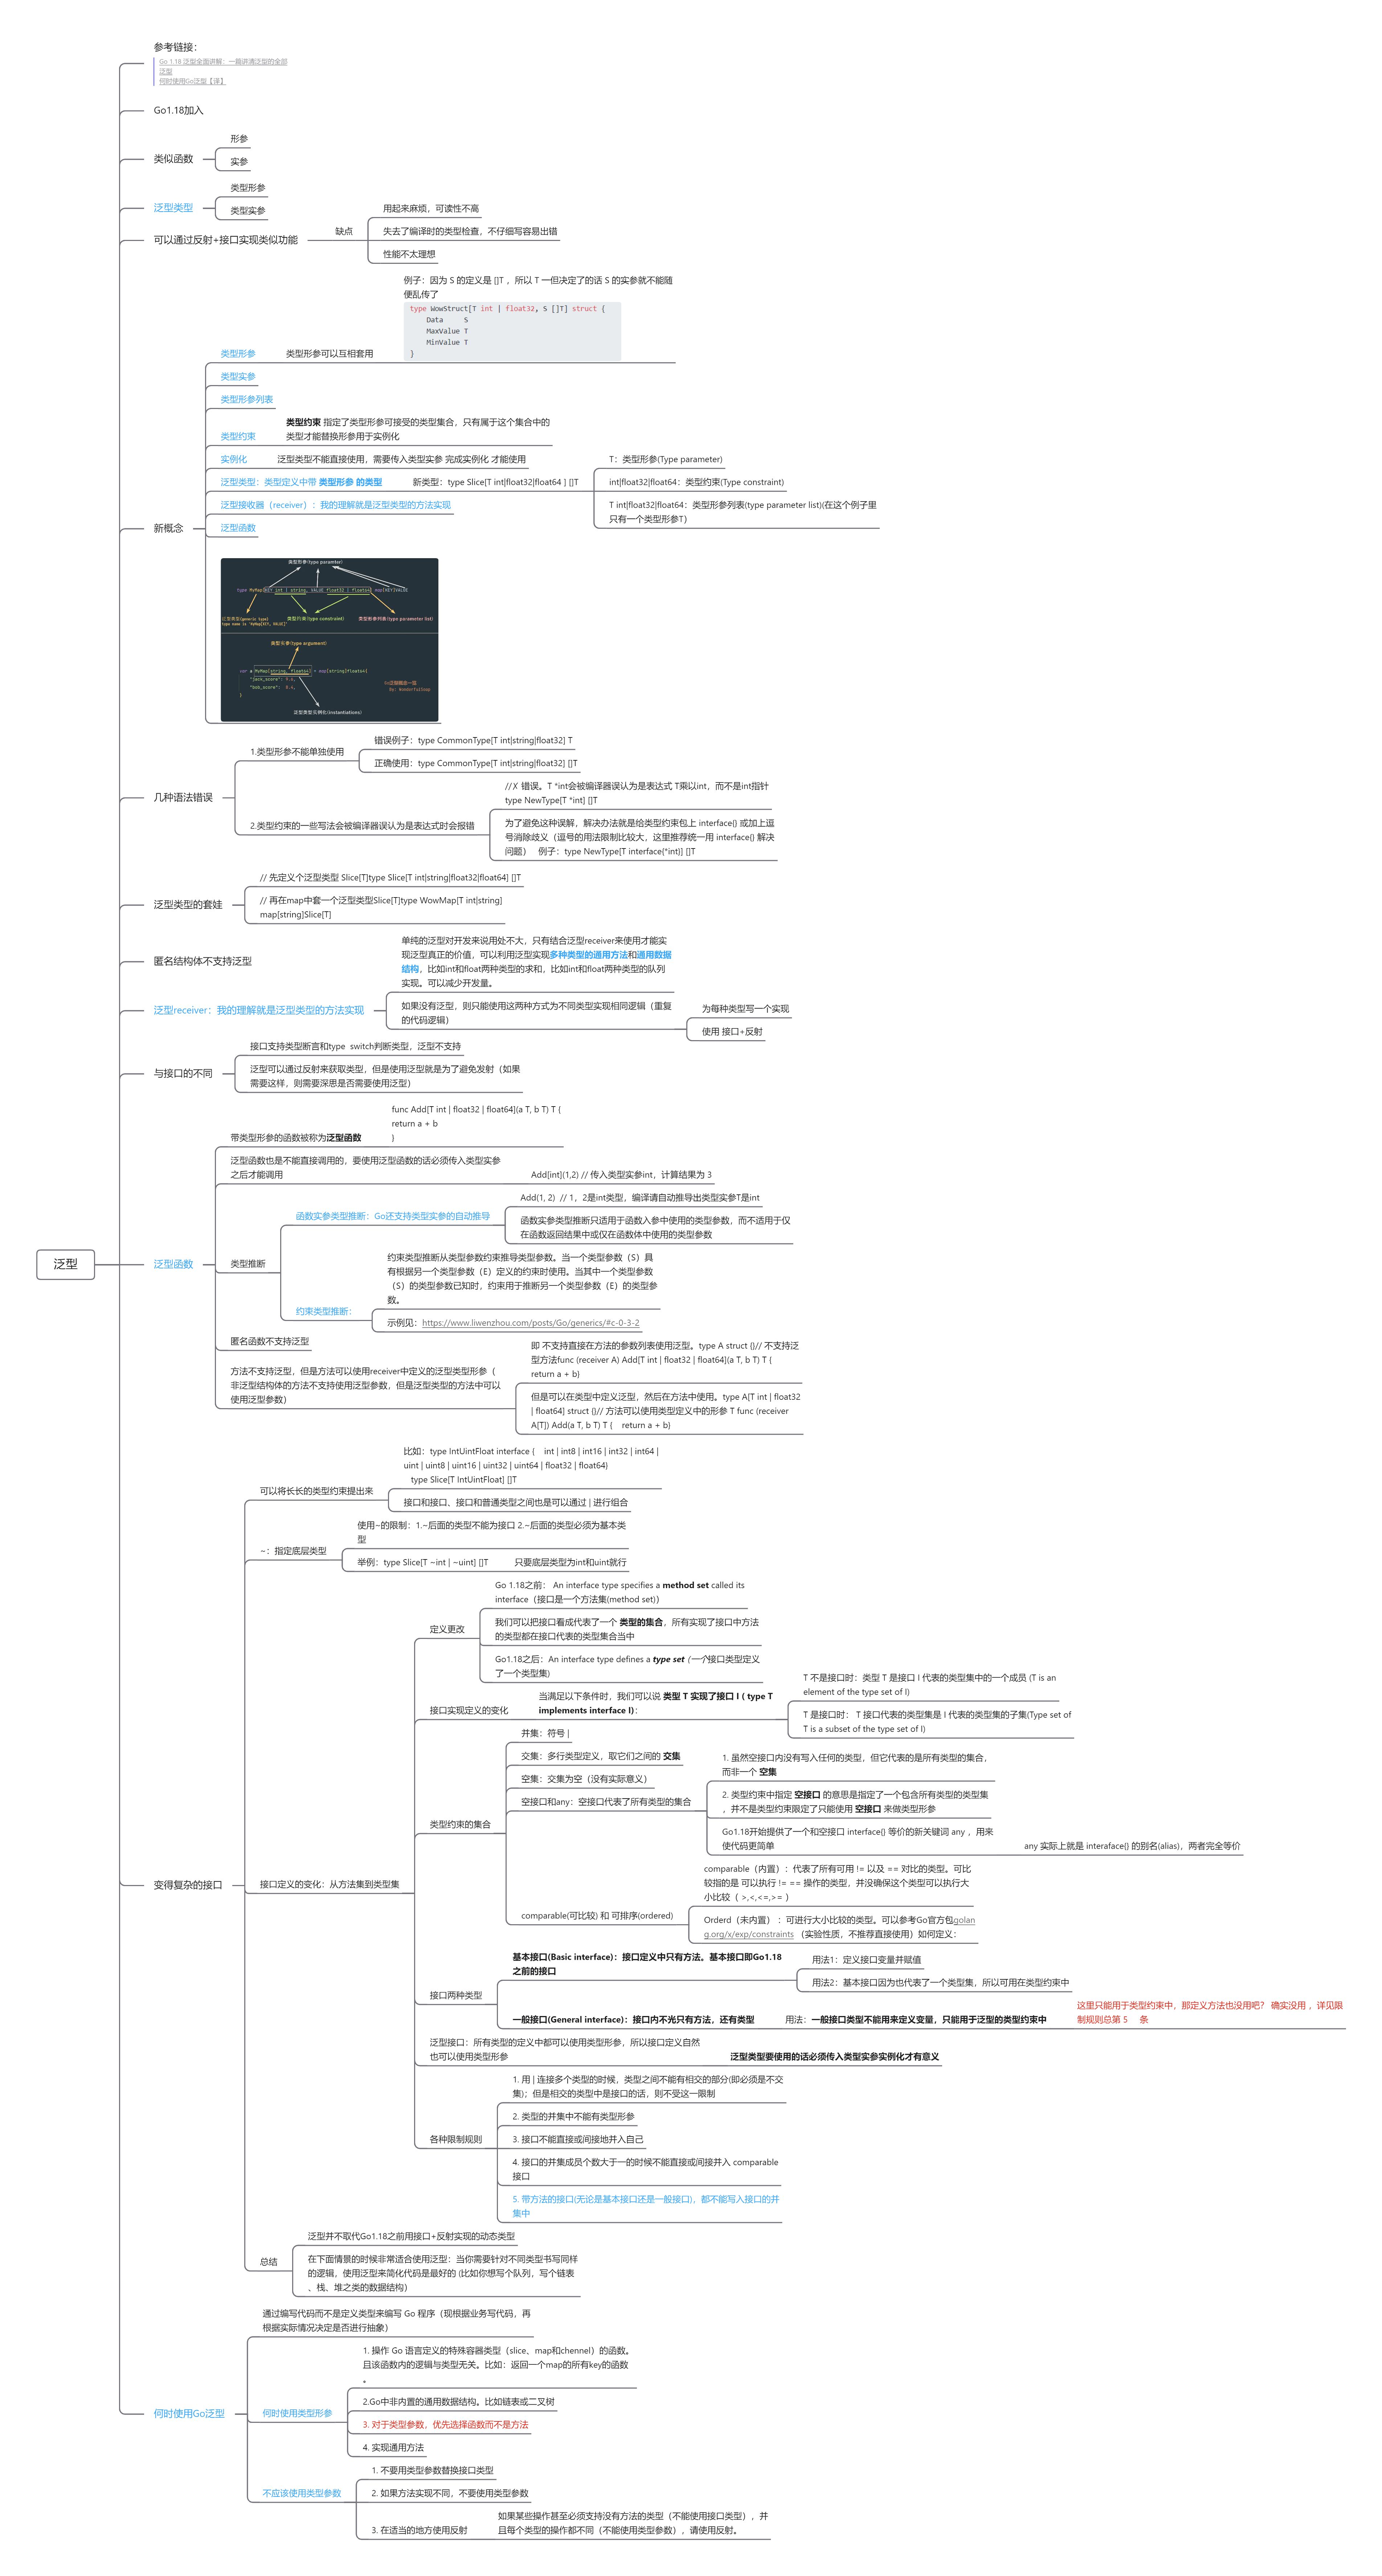 参考链接：
Go 1.18 泛型全面讲解：一篇讲清泛型的全部
泛型
何时使用Go泛型【译】
Go1.18加入
类似函数
形参
实参
泛型类型
类型形参
类型实参
可以通过反射+接口实现类似功能
缺点
用起来麻烦，可读性不高
失去了编译时的类型检查，不仔细写容易出错
性能不太理想
新概念
类型形参
类型形参可以互相套用
例子：因为 S 的定义是 []T ，所以 T 一但决定了的话 S 的实参就不能随
便乱传了
type WowStruct[T int | float32, S []T] struct {
Data S
MaxValue T
MinValue T
}
类型实参
类型形参列表
类型约束
类型约束 指定了类型形参可接受的类型集合，只有属于这个集合中的
类型才能替换形参用于实例化
实例化
泛型类型不能直接使用，需要传入类型实参 完成实例化 才能使用
泛型类型：类型定义中带 类型形参 的类型
新类型：type Slice[T int|float32|float64 ] []T
T：类型形参(Type parameter)
int|float32|float64：类型约束(Type constraint)
T int|float32|float64：类型形参列表(type parameter list)(在这个例子里
只有一个类型形参T）
泛型接收器（receiver）: 我的理解就是泛型类型的方法实现
泛型函数
类型形参(type paramter)
type MyMap[KEY int | string, VALUE float32 | float64] map[KEY]VALUE
泛型类型(generic type)
type name is "MyMap[KEY, VALUE]"
类型约束(type constraint)
类型形参列表(type parameter list)
类型实参(type argument)
var a MyMap[string, float64] = map[string]float64{
"jack_score": 9.6,
"bob_score": 8.4,
}
Go泛型概念一览
泛型类型实例化(instantiations)
几种语法错误
1.类型形参不能单独使用
错误例子：type CommonType[T int|string|float32] T
正确使用：type CommonType[T int|string|float32] []T
2.类型约束的一些写法会被编译器误认为是表达式时会报错
//✗ 错误。T *int会被编译器误认为是表达式 T乘以int，而不是int指针
type NewType[T *int] []T
为了避免这种误解，解决办法就是给类型约束包上 interface{} 或加上逗
号消除歧义（逗号的用法限制比较大，这里推荐统一用 interface{} 解决
问题） 例子：type NewType[T interface{*int}] []T
泛型类型的套娃
// 先定义个泛型类型 Slice[T]type Slice[T int|string|float32|float64] []T
// 再在map中套一个泛型类型Slice[T]type WowMap[T int|string]
map[string]Slice[T]
匿名结构体不支持泛型
泛型receiver：我的理解就是泛型类型的方法实现
单纯的泛型对开发来说用处不大，只有结合泛型receiver来使用才能实
现泛型真正的价值，可以利用泛型实现多种类型的通用方法和通用数据
结构，比如int和float两种类型的求和，比如int和float两种类型的队列
实现。可以减少开发量。
如果没有泛型，则只能使用这两种方式为不同类型实现相同逻辑（重复
的代码逻辑）
为每种类型写一个实现
使用 接口+反射
与接口的不同
接口支持类型断言和type switch判断类型，泛型不支持
泛型可以通过反射来获取类型，但是使用泛型就是为了避免发射（如果
需要这样，则需要深思是否需要使用泛型）
泛型
泛型函数
带类型形参的函数被称为泛型函数
func Add[T int | float32 | float64](a T, b T) T {
return a + b
}
泛型函数也是不能直接调用的，要使用泛型函数的话必须传入类型实参
之后才能调用
Add[int](1,2) // 传入类型实参int，计算结果为 3
类型推断
函数实参类型推断：Go还支持类型实参的自动推导
Add(1, 2) // 1，2是int类型，编译请自动推导出类型实参T是int
函数实参类型推断只适用于函数入参中使用的类型参数，而不适用于仅
在函数返回结果中或仅在函数体中使用的类型参数
约束类型推断：
约束类型推断从类型参数约束推导类型参数。当一个类型参数（S）具
有根据另一个类型参数（E）定义的约束时使用。当其中一个类型参数
（S）的类型参数已知时，约束用于推断另一个类型参数（E）的类型参
数。
示例见：https://www.liwenzhou.com/posts/Go/generics/#c-0-3-2
匿名函数不支持泛型
方法不支持泛型，但是方法可以使用receiver中定义的泛型类型形参（
非泛型结构体的方法不支持使用泛型参数，但是泛型类型的方法中可以
使用泛型参数）
即 不支持直接在方法的参数列表使用泛型。type A struct {}// 不支持泛
型方法func (receiver A) Add[T int | float32 | float64](a T, b T) T {
return a + b}
但是可以在类型中定义泛型，然后在方法中使用。type A[T int | float32
| float64] struct {}// 方法可以使用类型定义中的形参 T func (receiver
A[T]) Add(a T, b T) T { return a + b}
变得复杂的接口
可以将长长的类型约束提出来
比如：type IntUintFloat interface { int | int8 | int16 | int32 | int64 |
uint | uint8 | uint16 | uint32 | uint64 | float32 | float64}
type Slice[T IntUintFloat] []T
接口和接口、接口和普通类型之间也是可以通过 | 进行组合
~：指定底层类型
使用~的限制：1.~后面的类型不能为接口 2.~后面的类型必须为基本类
型
举例：type Slice[T ~int | ~uint] []T 只要底层类型为int和uint就行
接口定义的变化：从方法集到类型集
定义更改
Go 1.18之前： An interface type specifies a method set called its
interface（接口是一个方法集(method set)）
我们可以把接口看成代表了一个 类型的集合，所有实现了接口中方法
的类型都在接口代表的类型集合当中
Go1.18之后：An interface type defines a type set (一个接口类型定义
了一个类型集)
接口实现定义的变化
当满足以下条件时，我们可以说 类型 T 实现了接口 I ( type T
implements interface I)：
T 不是接口时：类型 T 是接口 I 代表的类型集中的一个成员 (T is an
element of the type set of I)
T 是接口时： T 接口代表的类型集是 I 代表的类型集的子集(Type set of
T is a subset of the type set of I)
类型约束的集合
并集：符号 |
交集：多行类型定义，取它们之间的 交集
空集：交集为空（没有实际意义）
空接口和any：空接口代表了所有类型的集合
1. 虽然空接口内没有写入任何的类型，但它代表的是所有类型的集合，
而非一个 空集
2. 类型约束中指定 空接口 的意思是指定了一个包含所有类型的类型集
，并不是类型约束限定了只能使用 空接口 来做类型形参
Go1.18开始提供了一个和空接口 interface{} 等价的新关键词 any ，用来
使代码更简单
any 实际上就是 interaface{} 的别名(alias)，两者完全等价
comparable(可比较) 和 可排序(ordered)
comparable（内置）：代表了所有可用 != 以及 == 对比的类型。可比
较指的是 可以执行 != == 操作的类型，并没确保这个类型可以执行大
小比较（ >,<,<=,>= ）
Orderd（未内置） ：可进行大小比较的类型。可以参考Go官方包golan
g.org/x/exp/constraints （实验性质，不推荐直接使用）如何定义：
接口两种类型
基本接口(Basic interface)：接口定义中只有方法。基本接口即Go1.18
之前的接口
用法1：定义接口变量并赋值
用法2：基本接口因为也代表了一个类型集，所以可用在类型约束中
一般接口(General interface)：接口内不光只有方法，还有类型
用法：一般接口类型不能用来定义变量，只能用于泛型的类型约束中
这里只能用于类型约束中，那定义方法也没用吧？ 确实没用 ，详见限
制规则总第 5 条
泛型接口：所有类型的定义中都可以使用类型形参，所以接口定义自然
也可以使用类型形参
泛型类型要使用的话必须传入类型实参实例化才有意义
各种限制规则
1. 用 | 连接多个类型的时候，类型之间不能有相交的部分(即必须是不交
集)；但是相交的类型中是接口的话，则不受这一限制
2. 类型的并集中不能有类型形参
3. 接口不能直接或间接地并入自己
4. 接口的并集成员个数大于一的时候不能直接或间接并入 comparable
接口
5. 带方法的接口(无论是基本接口还是一般接口)，都不能写入接口的并
集中
总结
泛型并不取代Go1.18之前用接口+反射实现的动态类型
在下面情景的时候非常适合使用泛型：当你需要针对不同类型书写同样
的逻辑，使用泛型来简化代码是最好的 (比如你想写个队列，写个链表
、栈、堆之类的数据结构）
何时使用Go泛型
通过编写代码而不是定义类型来编写 Go 程序（现根据业务写代码，再
根据实际情况决定是否进行抽象）
何时使用类型形参
1. 操作 Go 语言定义的特殊容器类型（slice、map和chennel）的函数。
且该函数内的逻辑与类型无关。比如：返回一个map的所有key的函数
。
2.Go中非内置的通用数据结构。比如链表或二叉树
3. 对于类型参数，优先选择函数而不是方法
4. 实现通用方法
不应该使用类型参数
1. 不要用类型参数替换接口类型
2. 如果方法实现不同，不要使用类型参数
3. 在适当的地方使用反射
如果某些操作甚至必须支持没有方法的类型（不能使用接口类型），并
且每个类型的操作都不同（不能使用类型参数），请使用反射。